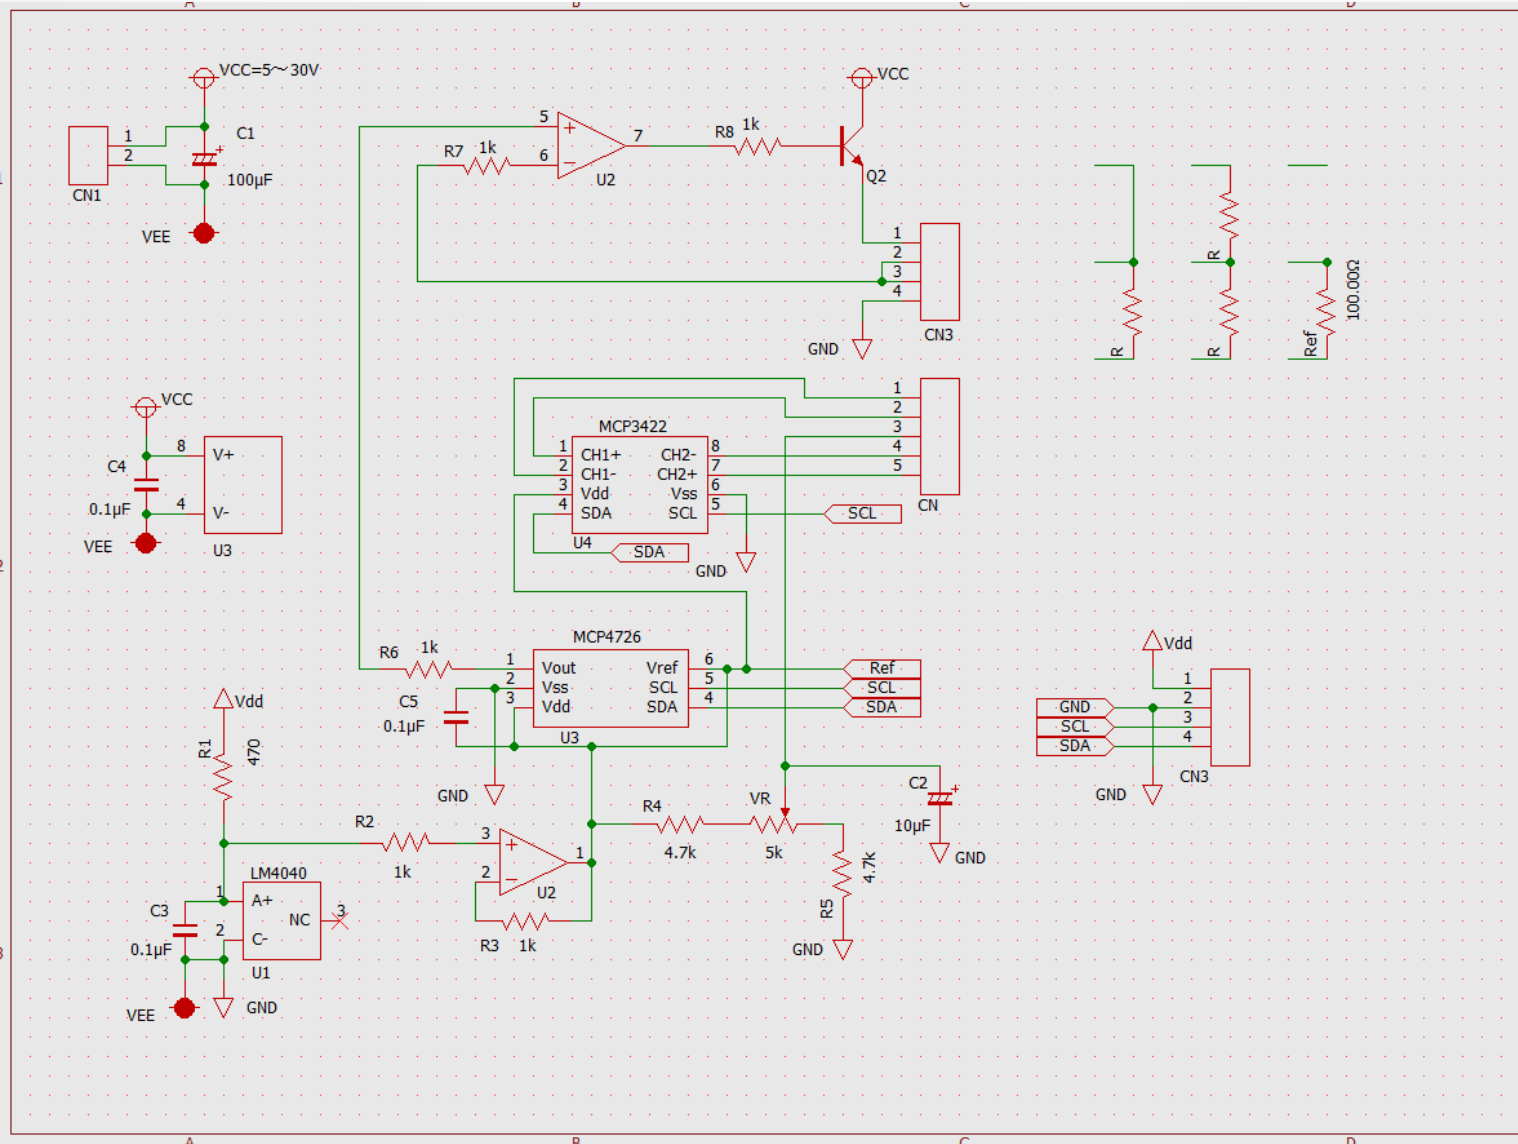 A
B
C
D
VCC=5～30V
1
2
CN1
C1
100μF
VEE
5
6
7
U2
R7
1k
R8
1k
VCC
Q2
1
2
3
4
CN3
GND
R
R
R
Ref
100.00Ω
1
VCC
C4
0.1μF
8
4
V+
V-
VEE
U3
MCP3422
1
2
3
4
CH1+
CH1-
Vdd
SDA
CH2-
CH2+
Vss
SCL
8
7
6
5
U4
SDA
SCL
GND
1
2
3
4
5
CN
2
MCP4726
R6
1k
1
2
3
Vout
Vss
Vdd
Vref
SCL
SDA
6
5
4
Ref
SCL
SDA
C5
0.1μF
U3
GND
Vdd
GND
SCL
SDA
1
2
3
4
CN3
GND
Vdd
R1
470
R2
1k
3
2
1
U2
R3
1k
R4
4.7k
VR
5k
R5
4.7k
GND
C2
10μF
GND
LM4040
1
2
A+
C-
NC
3
U1
C3
0.1μF
VEE
GND
3
A
B
C
D